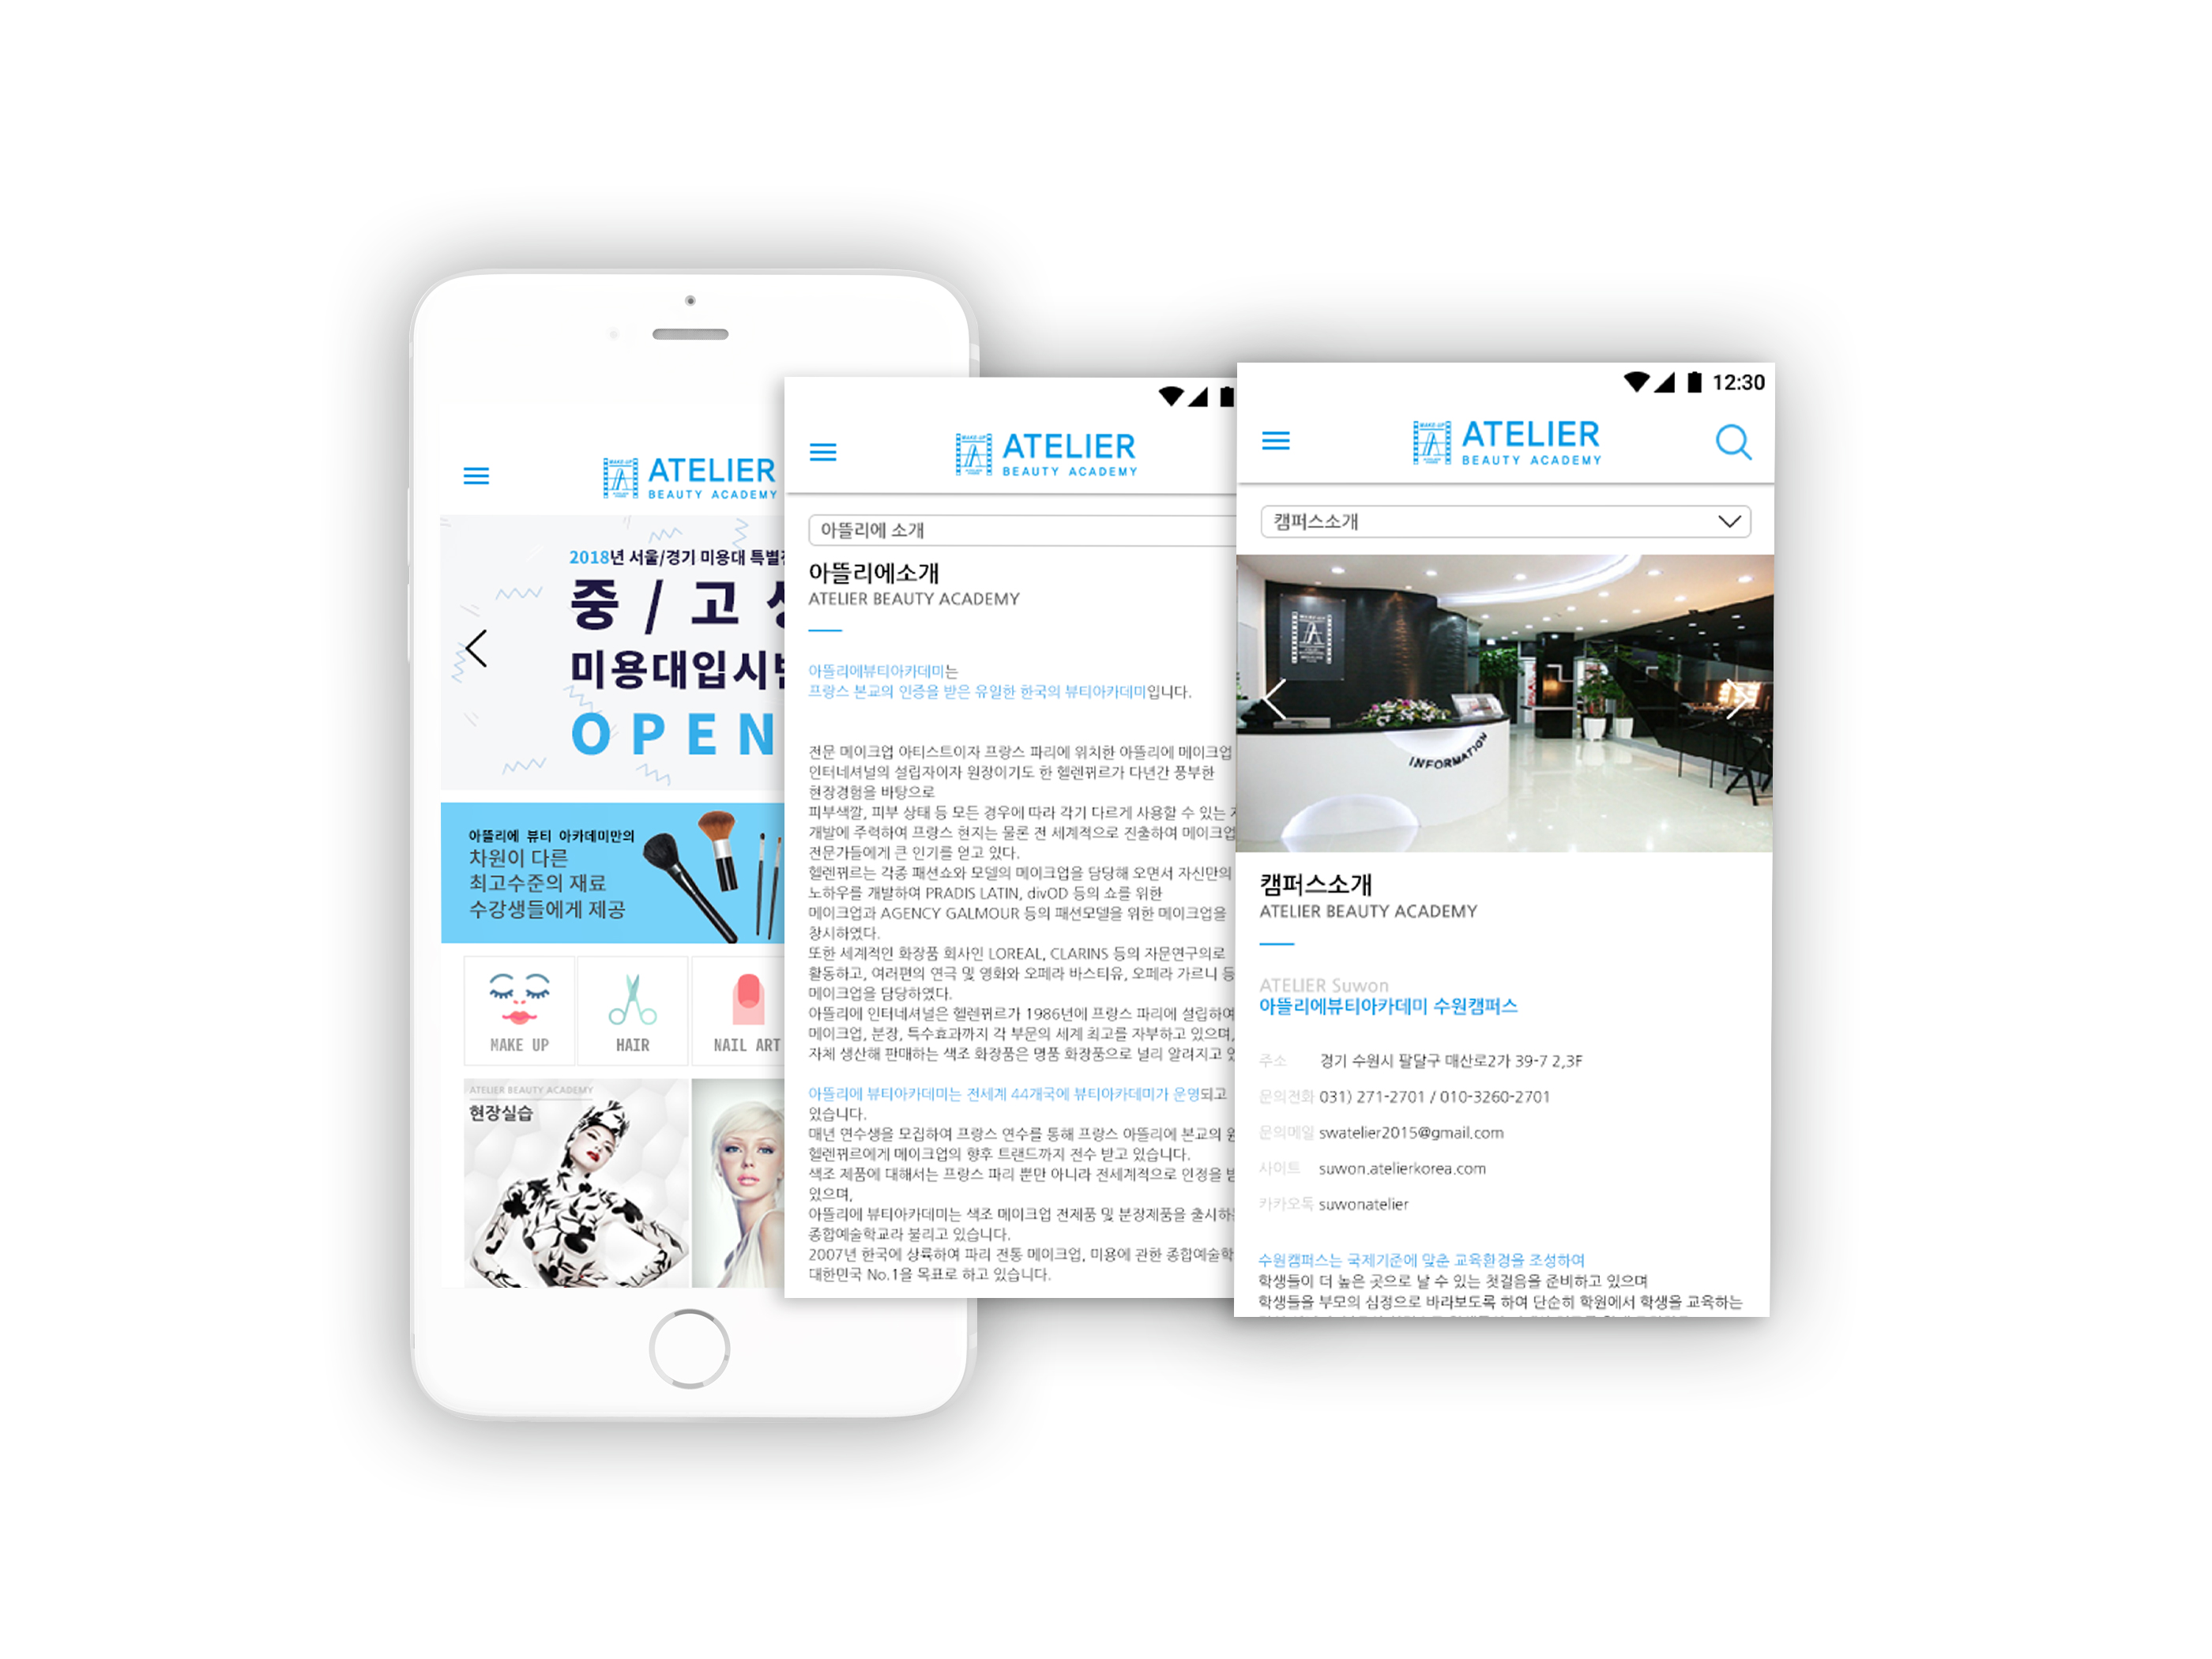 ATELIER
BEAUTY ACADEMY
2018년 서울/경기 미용대
중 / 고
미용대입시
OPEN
아뜰리에 뷰티 아카데미만의
차원이 다른
최고수준의 재료
수강생들에게 제공
MAKE UP
HAIR
NAIL ART
ATELIER BEAUTY ACADEMY
현장실습
MAKE-UP
ATELIER
BEAUTY ACADEMY
아뜰리에 소개
아뜰리에소개
ATELIER BEAUTY ACADEMY
아뜰리에뷰티아카데미는
프랑스 본교의 인증을 받은 유일한 한국의 뷰티아카데미입니다.
전문 메이크업 아티스트이자 프랑스 파리에 위치한 아뜰리에 메이크업
인터네셔널의 설립자이자 원장이기도 한 헬렌뀌르가 다년간 풍부한
현장경험을 바탕으로
피부색깔, 피부 상태 등 모든 경우에 따라 각기 다르게 사용할 수 있는
개발에 주력하여 프랑스 현지는 물론 전 세계적으로 진출하여 메이크업
전문가들에게 큰 인기를 얻고 있다.
헬렌뀌르는 각종 패션쇼와 모델의 메이크업을 담당해 오면서 자신만의
노하우를 개발하여 PRADIS LATIN, divOD 등의 쇼를 위한
메이크업과 AGENCY GALMOUR 등의 패션모델을 위한 메이크업을
창시하였다.
또한 세계적인 화장품 회사인 LOREAL, CLARINS 등의 자문연구의로
활동하고, 여러편의 연극 및 영화와 오페라 바스티유, 오페라 가르니 등
메이크업을 담당하였다.
아뜰리에 인터네셔널은 헬렌뀌르가 1986년에 프랑스 파리에 설립하여
메이크업, 분장, 특수효과까지 각 부문의 세계 최고를 자부하고 있으며,
자체 생산해 판매하는 색조 화장품은 명품 화장품으로 널리 알려지고
아뜰리에 뷰티아카데미는 전세계 44개국에 뷰티아카데미가 운영되고
있습니다.
매년 연수생을 모집하여 프랑스 연수를 통해 프랑스 아뜰리에 본교의
헬렌뀌르에게 메이크업의 향후 트랜드까지 전수 받고 있습니다.
색조 제품에 대해서는 프랑스 파리 뿐만 아니라 전세계적으로 인정을
있으며,
아뜰리에 뷰티아카데미는 색조 메이크업 전제품 및 분장제품을
종합예술학교라 불리고 있습니다.
2007년 한국에 상륙하여 파리 전통 메이크업, 미용에 관한
대한민국 No.1을 목표로 하고 있습니다.
12:30
MAKE-UP
ATELIER
BEAUTY ACADEMY
캠퍼스소개
INFORMATION
캠퍼스소개
ATELIER BEAUTY ACADEMY
ATELIER Suwon
아뜰리에뷰티아카데미 수원캠퍼스
주소 경기 수원시 팔달구 매산로2가 39-7 2,3F
문의전화 031) 271-2701 / 010-3260-2701
문의메일 swatelier2015@gmail.com
사이트 suwon.atelierkorea.com
카카오톡 suwonatelier
수원캠퍼스는 국제기준에 맞춘 교육환경을 조성하여
학생들이 더 높은 곳으로 날 수 있는 첫걸음을 준비하고 있으며
학생들을 부모의 심정으로 바라보도록 하여 단순히 학원에서 학생을 교육하는